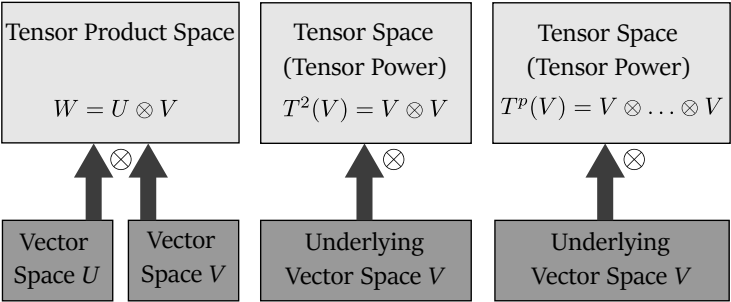 Tensor Product Space
W = U ⊗ V
⊗
Vector
Space U
Vector
Space V
Tensor Space
(Tensor Power)
T²(V) = V ⊗ V
⊗
Underlying
Vector Space V
Tensor Space
(Tensor Power)
Tᵖ(V) = V ⊗ … ⊗ V
⊗
Underlying
Vector Space V